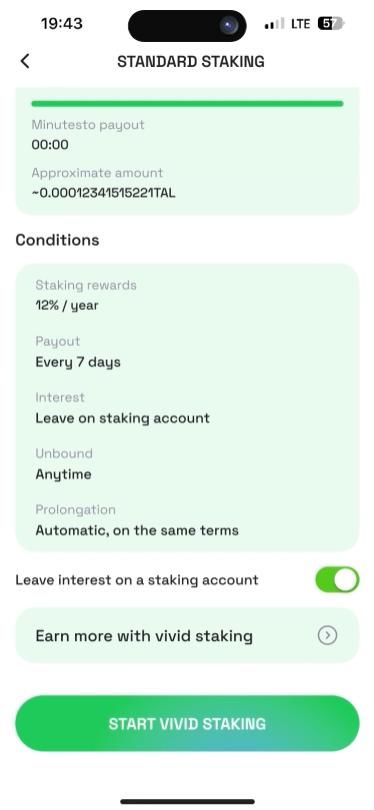 19:43
LTE
57
STANDARD STAKING
Minutesto payout
00:00
Approximate amount
~0.00012341515221TAL
Conditions
Staking rewards
12% / year
Payout
Every 7 days
Interest
Leave on staking account
Unbound
Anytime
Prolongation
Automatic, on the same terms
Leave interest on a staking account
Earn more with vivid staking
START VIVID STAKING